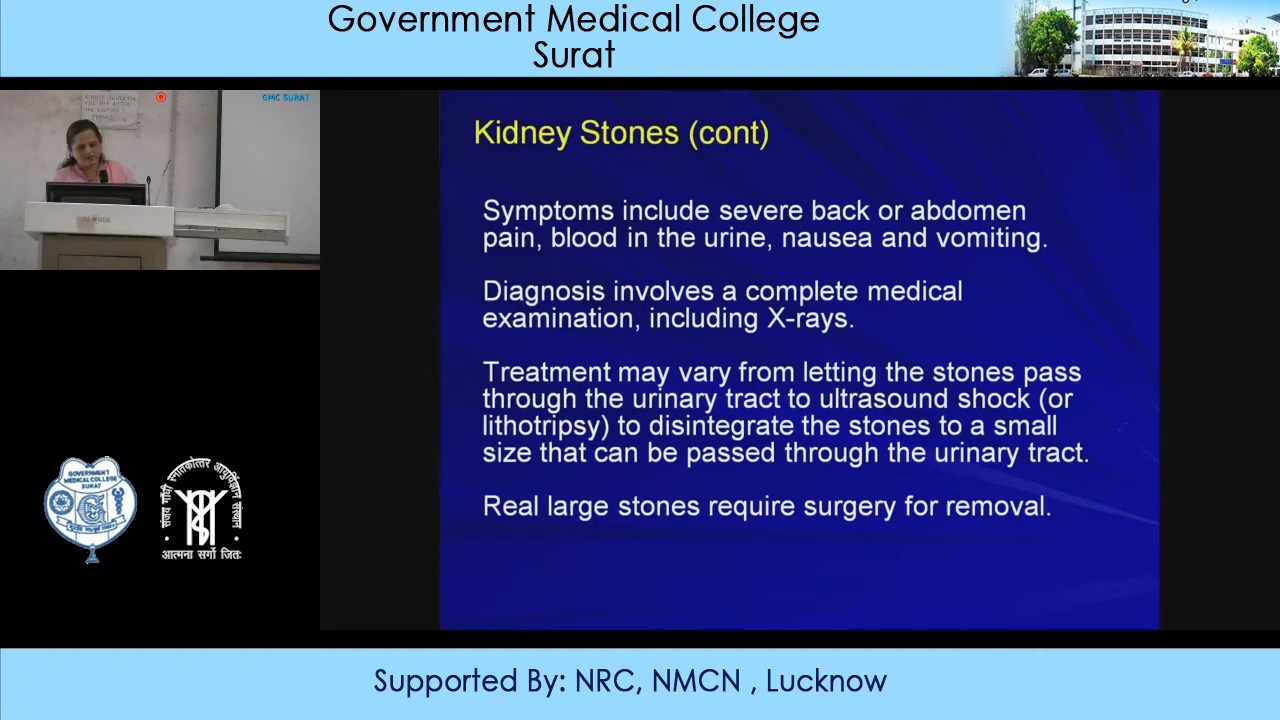 Government Medical College
Surat
GMC SURAT
Kidney Stones (cont)
Symptoms include severe back or abdomen
pain, blood in the urine, nausea and vomiting.
Diagnosis involves a complete medical
examination, including X-rays.
Treatment may vary from letting the stones pass
through the urinary tract to ultrasound shock (or
lithotripsy) to disintegrate the stones to a small
size that can be passed through the urinary tract.
Real large stones require surgery for removal.
GOVERNMENT
MEDICAL COLLEGE
SURAT
संजय गाँधी स्नातकोत्तर आयुर्विज्ञान संस्थान
आत्मना सर्गो जितः
Supported By: NRC, NMCN , Lucknow